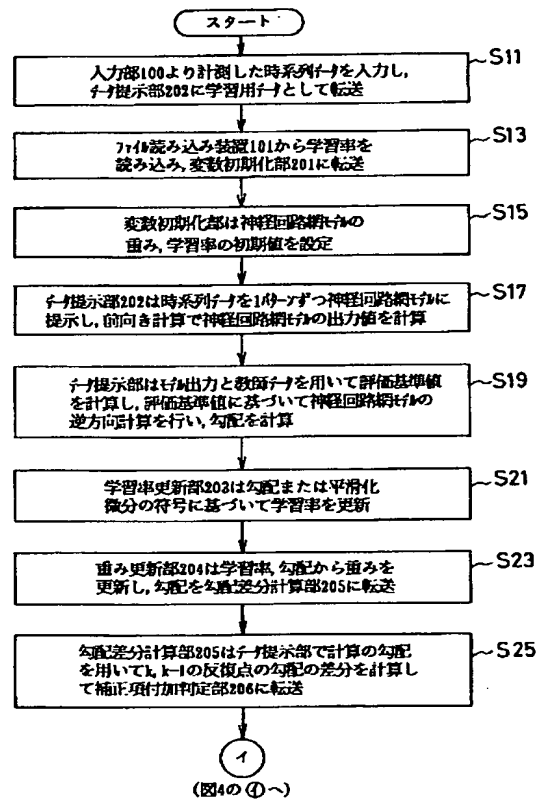 スタート
S11
入力部100より計測した時系列ﾃﾞｰﾀを入力し,
ﾃﾞｰﾀ提示部202に学習用ﾃﾞｰﾀとして転送
S13
ﾌｧｲﾙ読み込み装置101から学習率を
読み込み,変数初期化部201に転送
S15
変数初期化部は神経回路網ﾓﾃﾞﾙの
重み,学習率の初期値を設定
S17
ﾃﾞｰﾀ提示部202は時系列ﾃﾞｰﾀを1ﾊﾟﾀｰﾝずつ神経回路網ﾓﾃﾞﾙに
提示し,前向き計算で神経回路網ﾓﾃﾞﾙの出力値を計算
S19
ﾃﾞｰﾀ提示部はﾓﾃﾞﾙ出力と教師ﾃﾞｰﾀを用いて評価基準値
を計算し,評価基準値に基づいて神経回路網ﾓﾃﾞﾙの
逆方向計算を行い,勾配を計算
S21
学習率更新部203は勾配または平滑化
微分の符号に基づいて学習率を更新
S23
重み更新部204は学習率,勾配から重みを
更新し,勾配を勾配差分計算部205に転送
S25
勾配差分計算部205はﾃﾞｰﾀ提示部で計算の勾配
を用いてk,k-1の反復点の勾配の差分を計算し
て補正項付加判定部206に転送
イ
(図4の㋑へ)